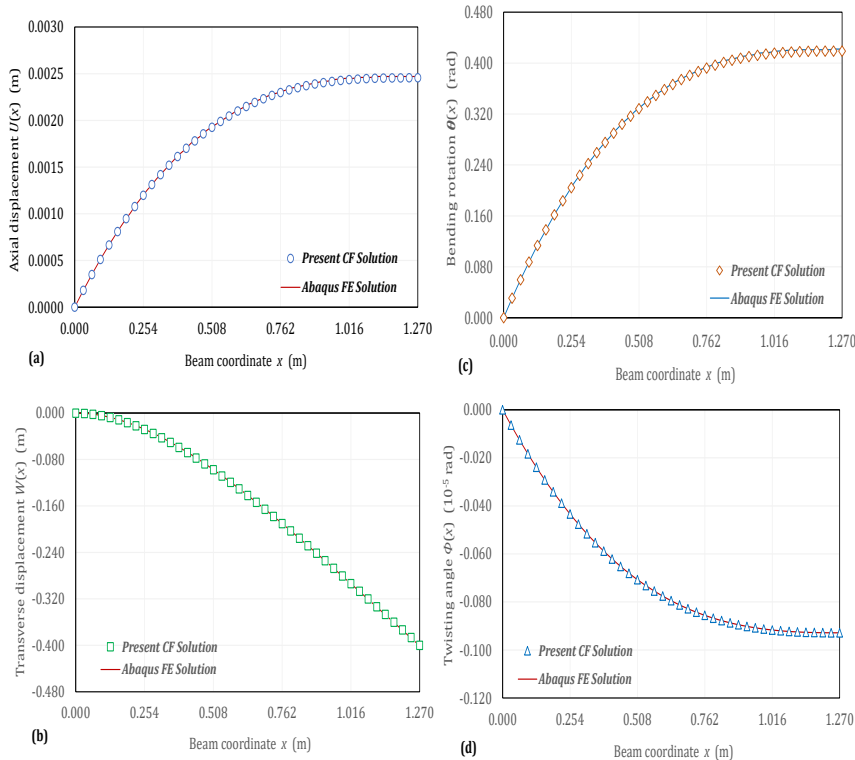 0.0030
0.0025
0.0020
0.0015
0.0010
0.0005
0.0000
Axial displacement U(x) (m)
Present CF Solution
Abaqus FE Solution
0.000 0.254 0.508 0.762 1.016 1.270
(a)
Beam coordinate x (m)
0.480
0.400
0.320
0.240
0.160
0.080
0.000
Bending rotation θ(x) (rad)
Present CF Solution
Abaqus FE Solution
0.000 0.254 0.508 0.762 1.016 1.270
(c)
Beam coordinate x (m)
0.000
-0.080
-0.160
-0.240
-0.320
-0.400
-0.480
Transverse displacement W(x) (m)
Present CF Solution
Abaqus FE Solution
0.000 0.254 0.508 0.762 1.016 1.270
(b)
Beam coordinate x (m)
-0.000
-0.020
-0.040
-0.060
-0.080
-0.100
-0.120
Twisting angle Φ(x) (10⁻⁵ rad)
Present CF Solution
Abaqus FE Solution
0.000 0.254 0.508 0.762 1.016 1.270
(d)
Beam coordinate x (m)